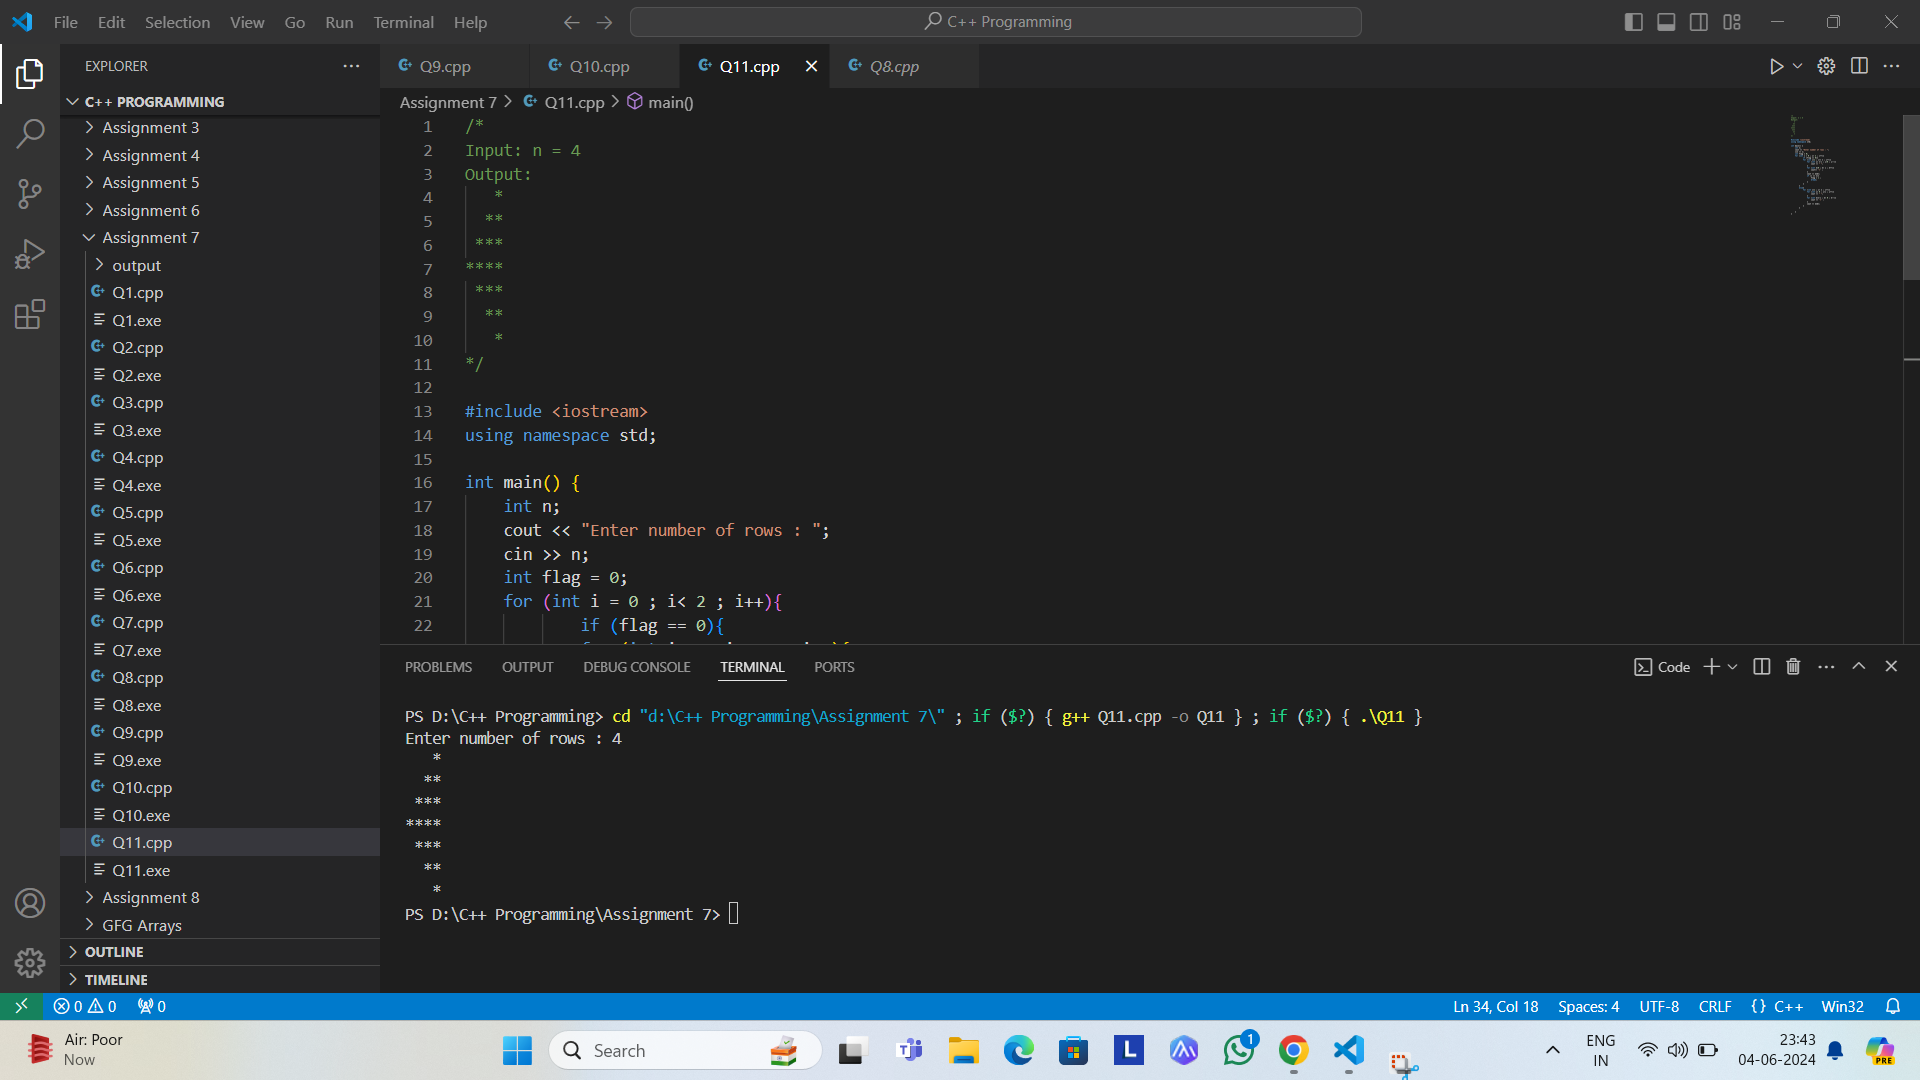 File Edit Selection View Go Run Terminal Help
C++ Programming
EXPLORER
C++ PROGRAMMING
Assignment 3
Assignment 4
Assignment 5
Assignment 6
Assignment 7
output
Q1.cpp
Q1.exe
Q2.cpp
Q2.exe
Q3.cpp
Q3.exe
Q4.cpp
Q4.exe
Q5.cpp
Q5.exe
Q6.cpp
Q6.exe
Q7.cpp
Q7.exe
Q8.cpp
Q8.exe
Q9.cpp
Q9.exe
Q10.cpp
Q10.exe
Q11.cpp
Q11.exe
Assignment 8
GFG Arrays
OUTLINE
TIMELINE
Q9.cpp Q10.cpp Q11.cpp Q8.cpp
Assignment 7 > Q11.cpp > main()
1 /*
2 Input: n = 4
3 Output:
4    *
5   **
6  ***
7 ****
8  ***
9   **
10    *
11 */
12
13 #include <iostream>
14 using namespace std;
15
16 int main() {
17     int n;
18     cout << "Enter number of rows : ";
19     cin >> n;
20     int flag = 0;
21     for (int i = 0 ; i< 2 ; i++){
22             if (flag == 0){
PROBLEMS OUTPUT DEBUG CONSOLE TERMINAL PORTS
Code
PS D:\C++ Programming> cd "d:\C++ Programming\Assignment 7\" ; if ($?) { g++ Q11.cpp -o Q11 } ; if ($?) { .\Q11 }
Enter number of rows : 4
   *
  **
 ***
****
 ***
  **
   *
PS D:\C++ Programming\Assignment 7>
0 0 0
Ln 34, Col 18 Spaces: 4 UTF-8 CRLF {} C++ Win32
Air: Poor
Now
Search
L
1
ENG
IN
23:43
04-06-2024
PRE